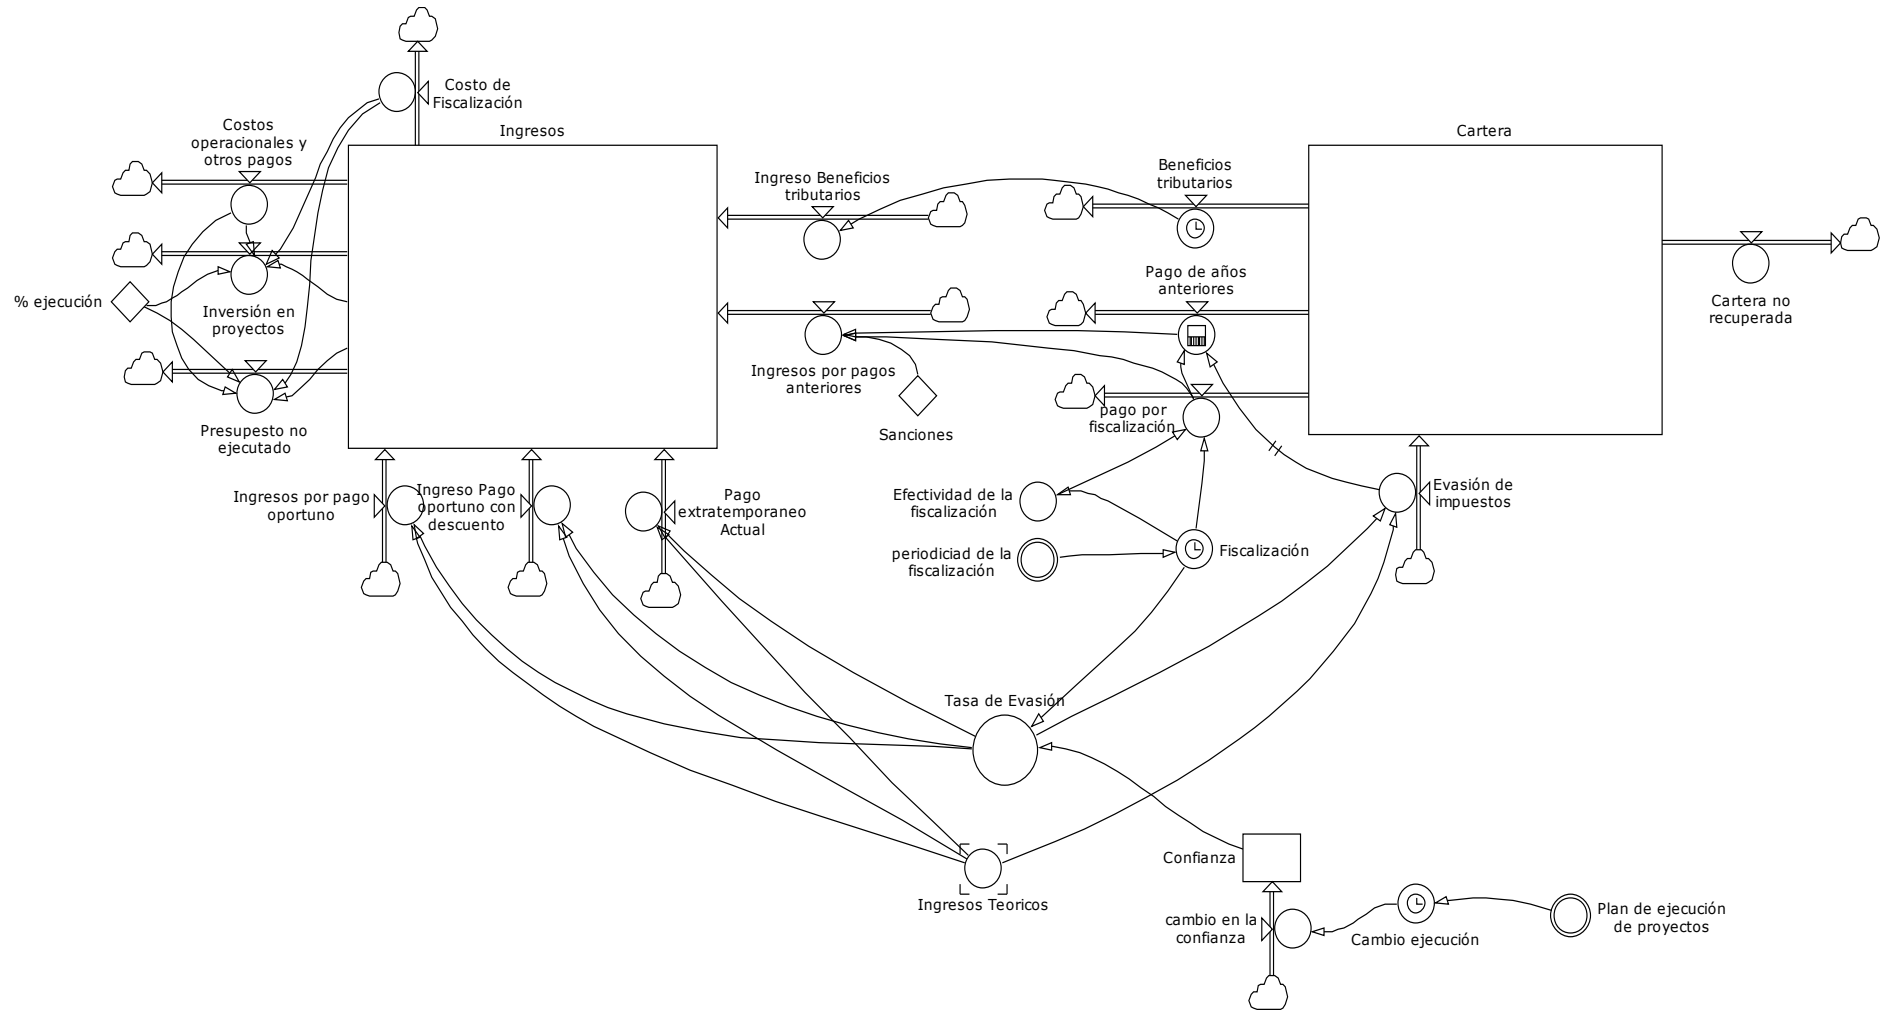 Costo de
Fiscalización
Costos
operacionales y
otros pagos
Ingresos
Cartera
Ingreso Beneficios
tributarios
Beneficios
tributarios
% ejecución
Inversión en
proyectos
Pago de años
anteriores
Cartera no
recuperada
Ingresos por pagos
anteriores
Sanciones
pago por
fiscalización
Presupesto no
ejecutado
Ingresos por pago
oportuno
Ingreso Pago
oportuno con
descuento
Pago
extratemporaneo
Actual
Efectividad de la
fiscalización
Evasión de
impuestos
periodiciad de la
fiscalización
Fiscalización
Tasa de Evasión
Confianza
Ingresos Teoricos
cambio en la
confianza
Cambio ejecución
Plan de ejecución
de proyectos